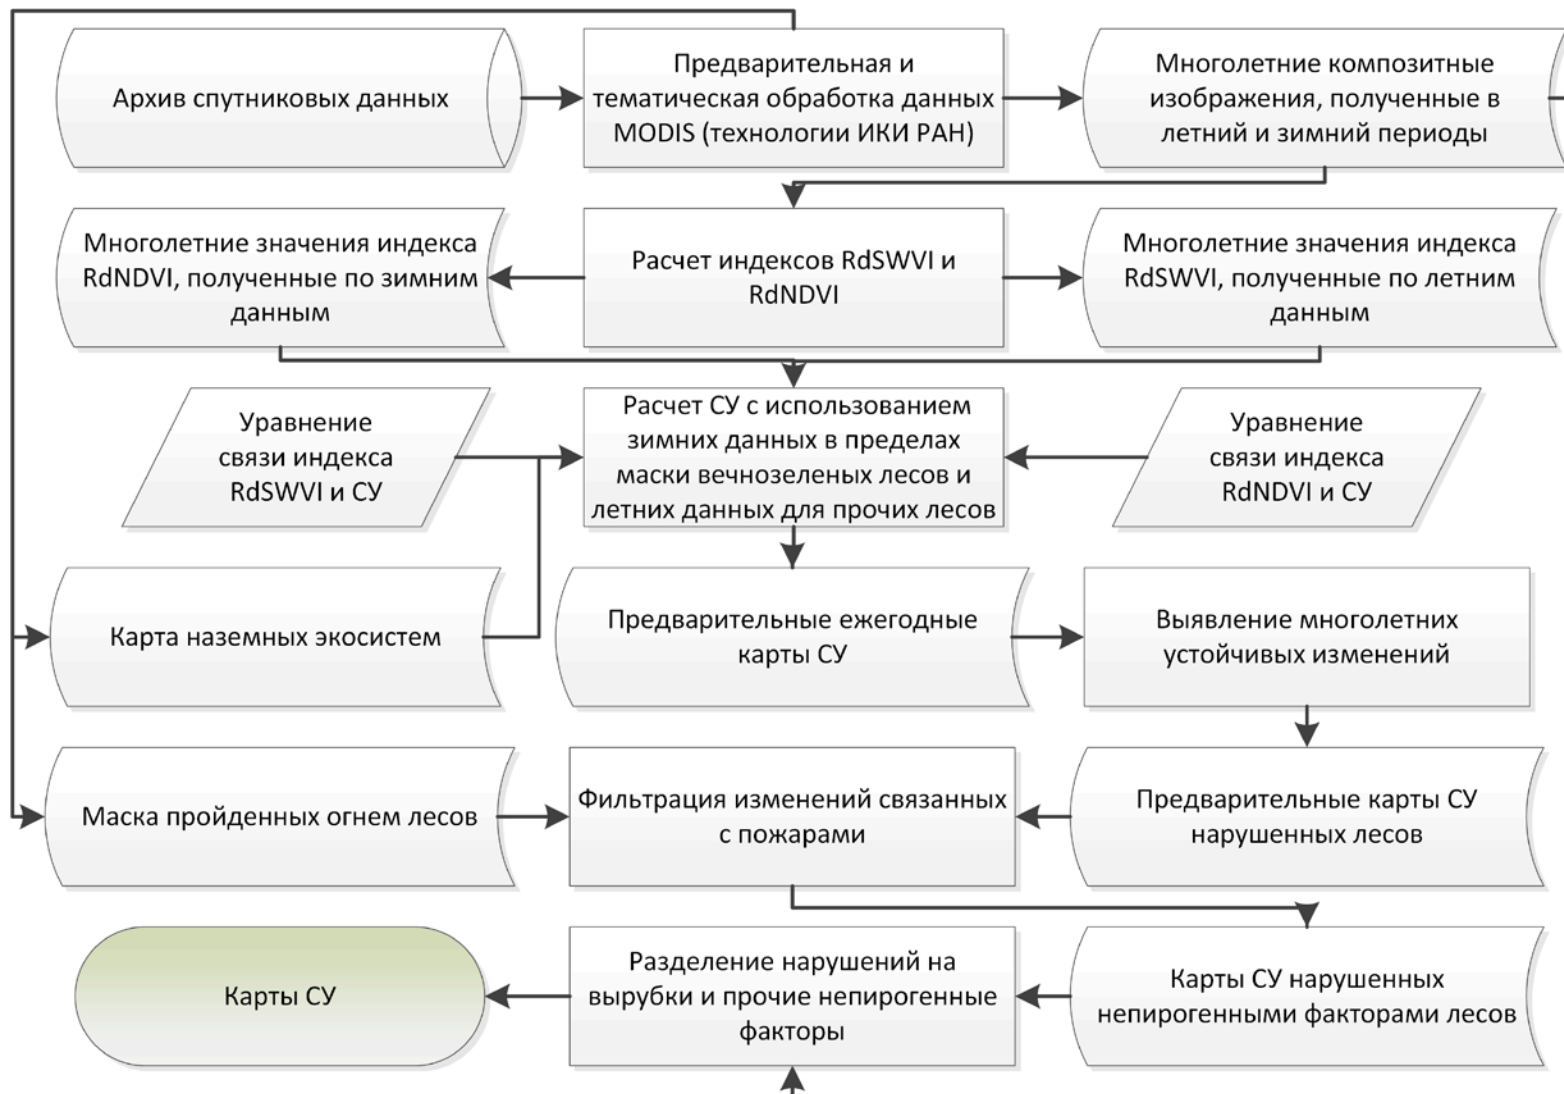 Архив спутниковых данных
Предварительная и
тематическая обработка данных
MODIS (технологии ИКИ РАН)
Многолетние композитные
изображения, полученные в
летний и зимний периоды
Многолетние значения индекса
RdNDVI, полученные по зимним
данным
Расчет индексов RdSWVI и
RdNDVI
Многолетние значения индекса
RdSWVI, полученные по летним
данным
Уравнение
связи индекса
RdSWVI и СУ
Расчет СУ с использованием
зимних данных в пределах
маски вечнозеленых лесов и
летних данных для прочих лесов
Уравнение
связи индекса
RdNDVI и СУ
Карта наземных экосистем
Предварительные ежегодные
карты СУ
Выявление многолетних
устойчивых изменений
Маска пройденных огнем лесов
Фильтрация изменений связанных
с пожарами
Предварительные карты СУ
нарушенных лесов
Карты СУ
Разделение нарушений на
вырубки и прочие непирогенные
факторы
Карты СУ нарушенных
непирогенными факторами лесов